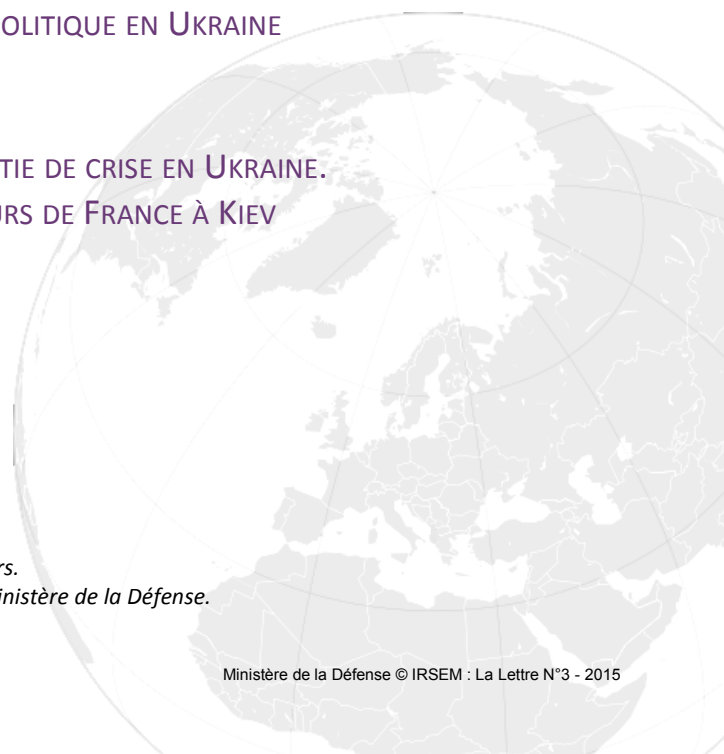 OLITIQUE EN UKRAINE
TIE DE CRISE EN UKRAINE.
URS DE FRANCE À KIEV
rs.
inistère de la Défense.
Ministère de la Défense © IRSEM : La Lettre N°3 - 2015